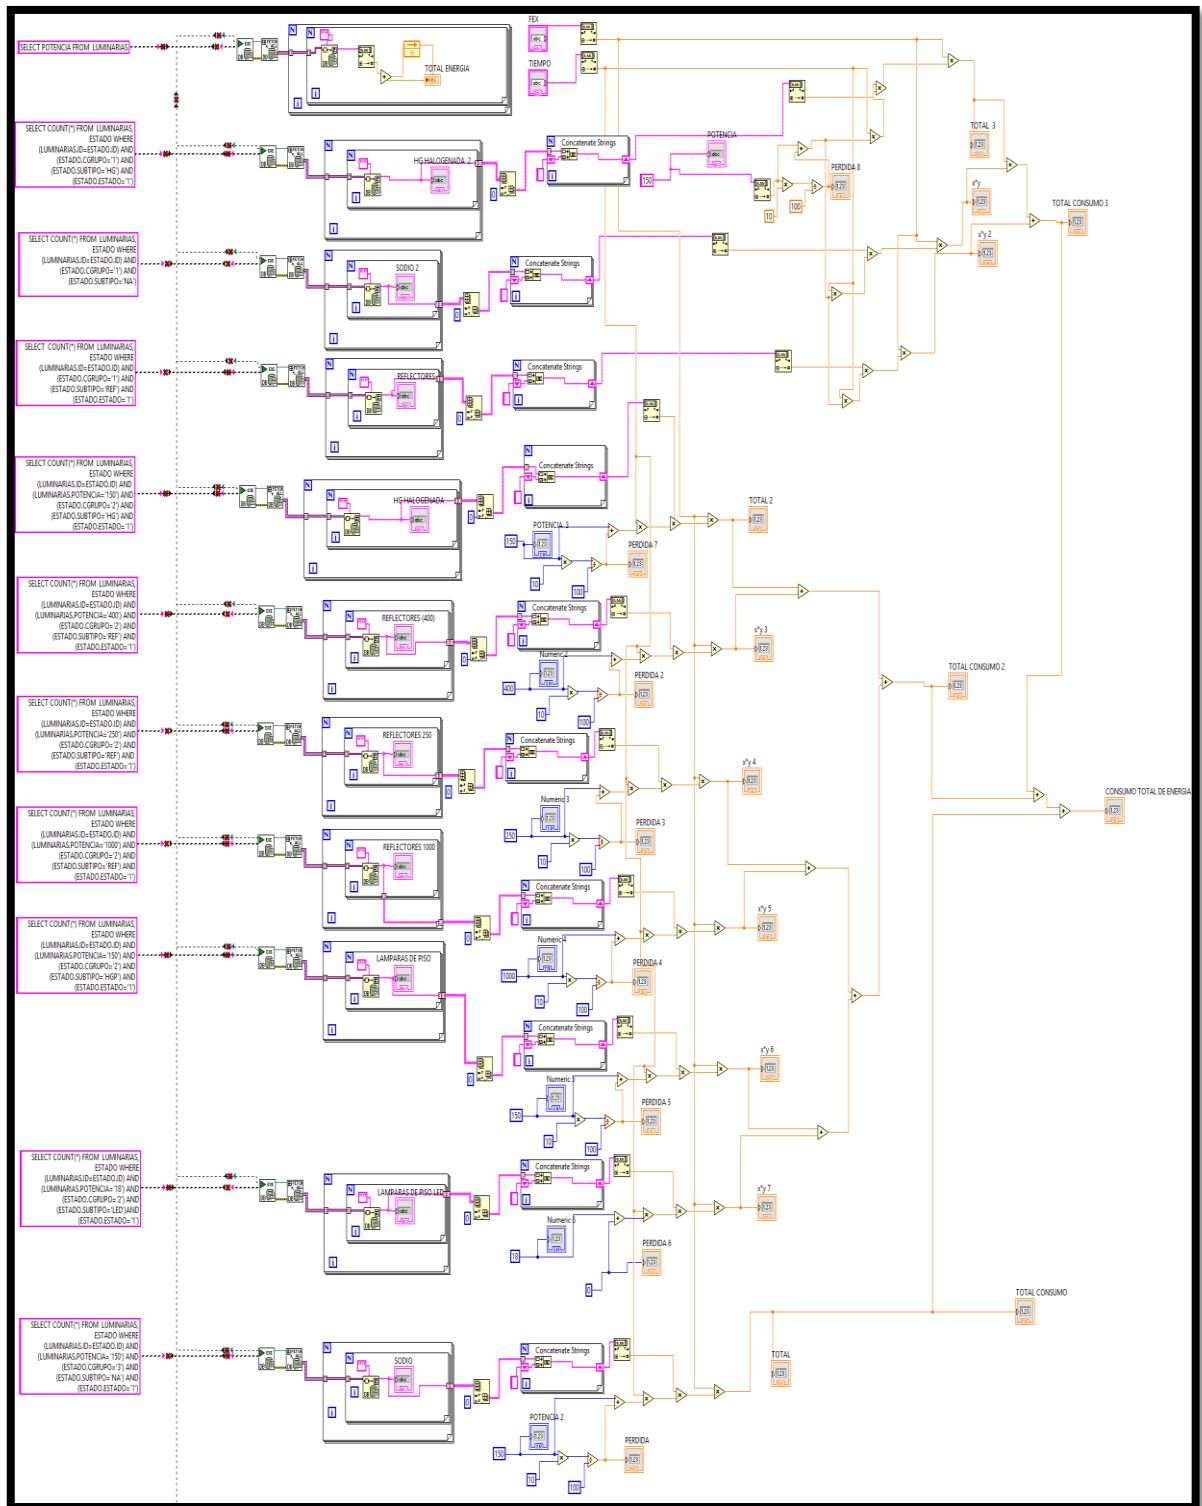 FEX
SELECT POTENCIA FROM LUMINARIAS
TOTAL ENERGIA
TIEMPO
SELECT COUNT(*) FROM LUMINARIAS,
ESTADO WHERE
(LUMINARIAS.ID=ESTADO.ID) AND
(ESTADO.CGRUPO='1') AND
(ESTADO.SUBTIPO='HG') AND
(ESTADO.ESTADO='1')
HG HALOGENADA 2
Concatenate Strings
POTENCIA
150
PERDIDA 8
10
100
TOTAL 3
x*y
TOTAL CONSUMO 3
x*y 2
SELECT COUNT(*) FROM LUMINARIAS,
ESTADO WHERE
(LUMINARIAS.ID=ESTADO.ID) AND
(ESTADO.CGRUPO='1') AND
(ESTADO.SUBTIPO='NA')
SODIO 2
Concatenate Strings
SELECT COUNT(*) FROM LUMINARIAS,
ESTADO WHERE
(LUMINARIAS.ID=ESTADO.ID) AND
(ESTADO.CGRUPO='1') AND
(ESTADO.SUBTIPO='REF') AND
(ESTADO.ESTADO='1')
REFLECTORES
Concatenate Strings
SELECT COUNT(*) FROM LUMINARIAS,
ESTADO WHERE
(LUMINARIAS.ID=ESTADO.ID) AND
(LUMINARIAS.POTENCIA='150') AND
(ESTADO.CGRUPO='2') AND
(ESTADO.SUBTIPO='HG') AND
(ESTADO.ESTADO='1')
HG HALOGENADA
Concatenate Strings
POTENCIA 3
150
10
100
PERDIDA 7
TOTAL 2
SELECT COUNT(*) FROM LUMINARIAS,
ESTADO WHERE
(LUMINARIAS.ID=ESTADO.ID) AND
(LUMINARIAS.POTENCIA='400') AND
(ESTADO.CGRUPO='2') AND
(ESTADO.SUBTIPO='REF') AND
(ESTADO.ESTADO='1')
REFLECTORES (400)
Concatenate Strings
Numeric 2
400
10
100
PERDIDA 2
x*y 3
TOTAL CONSUMO 2
SELECT COUNT(*) FROM LUMINARIAS,
ESTADO WHERE
(LUMINARIAS.ID=ESTADO.ID) AND
(LUMINARIAS.POTENCIA='250') AND
(ESTADO.CGRUPO='2') AND
(ESTADO.SUBTIPO='REF') AND
(ESTADO.ESTADO='1')
REFLECTORES 250
Concatenate Strings
Numeric 3
250
10
100
PERDIDA 3
x*y 4
CONSUMO TOTAL DE ENERGIA
SELECT COUNT(*) FROM LUMINARIAS,
ESTADO WHERE
(LUMINARIAS.ID=ESTADO.ID) AND
(LUMINARIAS.POTENCIA='1000') AND
(ESTADO.CGRUPO='2') AND
(ESTADO.SUBTIPO='REF') AND
(ESTADO.ESTADO='1')
REFLECTORES 1000
Concatenate Strings
Numeric 4
1000
10
100
PERDIDA 4
x*y 5
SELECT COUNT(*) FROM LUMINARIAS,
ESTADO WHERE
(LUMINARIAS.ID=ESTADO.ID) AND
(LUMINARIAS.POTENCIA='150') AND
(ESTADO.CGRUPO='2') AND
(ESTADO.SUBTIPO='HGP') AND
(ESTADO.ESTADO='1')
LAMPARAS DE PISO
Concatenate Strings
Numeric 5
150
10
100
PERDIDA 5
x*y 6
SELECT COUNT(*) FROM LUMINARIAS,
ESTADO WHERE
(LUMINARIAS.ID=ESTADO.ID) AND
(LUMINARIAS.POTENCIA='18') AND
(ESTADO.CGRUPO='2') AND
(ESTADO.SUBTIPO='LED')AND
(ESTADO.ESTADO='1')
LAMPARAS DE PISO LED
Concatenate Strings
Numeric 6
18
0
PERDIDA 6
x*y 7
TOTAL CONSUMO
SELECT COUNT(*) FROM LUMINARIAS,
ESTADO WHERE
(LUMINARIAS.ID=ESTADO.ID) AND
(LUMINARIAS.POTENCIA='150') AND
(ESTADO.CGRUPO='3') AND
(ESTADO.SUBTIPO='NA') AND
(ESTADO.ESTADO='1')
SODIO
Concatenate Strings
TOTAL
POTENCIA 2
150
10
100
PERDIDA